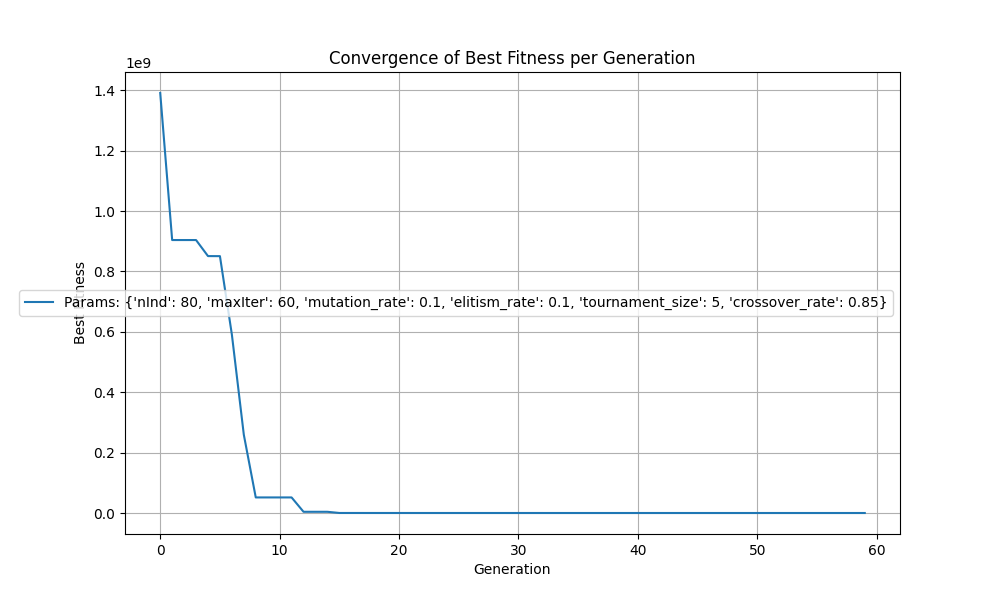 Convergence of Best Fitness per Generation
1e9
1.4
1.2
1.0
0.8
0.6
0.4
0.2
0.0
Best Fitness
Params: {'nInd': 80, 'maxIter': 60, 'mutation_rate': 0.1, 'elitism_rate': 0.1, 'tournament_size': 5, 'crossover_rate': 0.85}
0 10 20 30 40 50 60
Generation